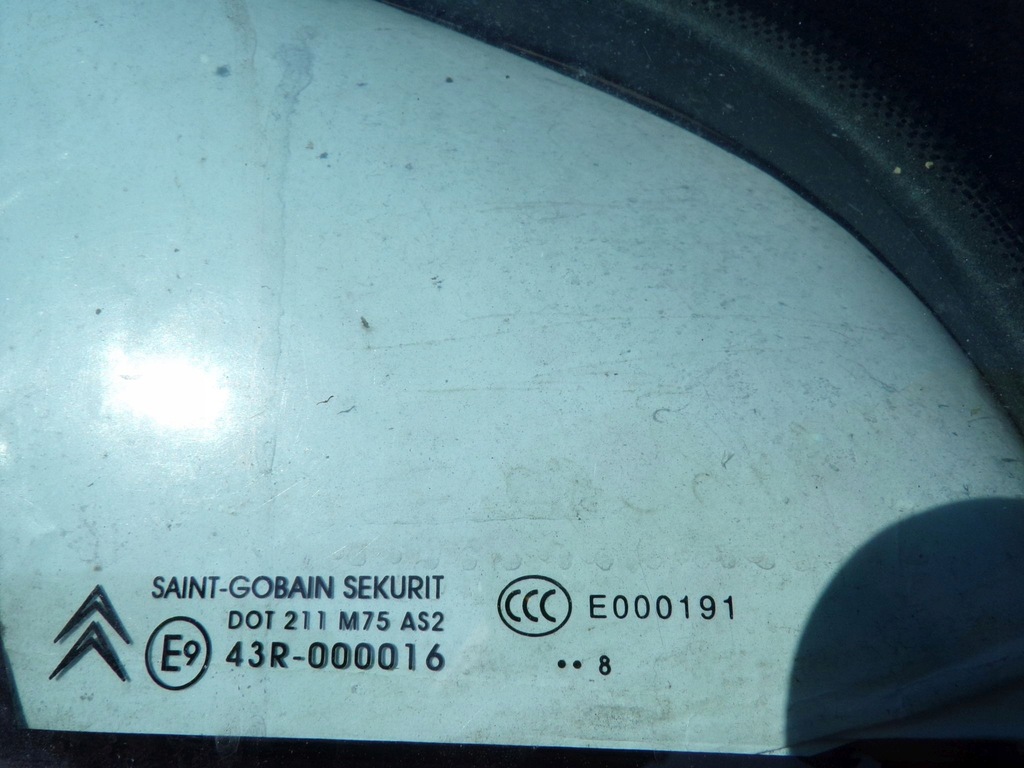 SAINT-GOBAIN SEKURIT
DOT 211 M75 AS2
E9 43R-000016
CCC E000191
•• 8